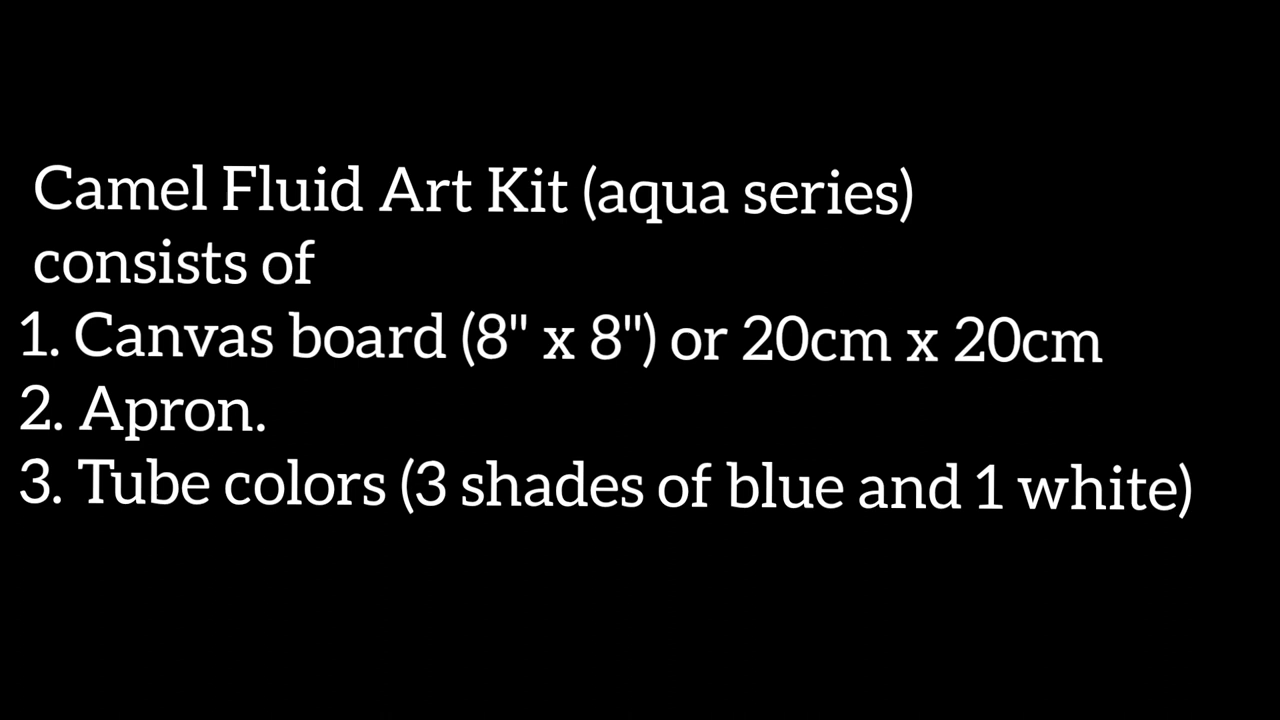 Camel Fluid Art Kit (aqua series)
consists of
1. Canvas board (8" x 8") or 20cm x 20cm
2. Apron.
3. Tube colors (3 shades of blue and 1 white)